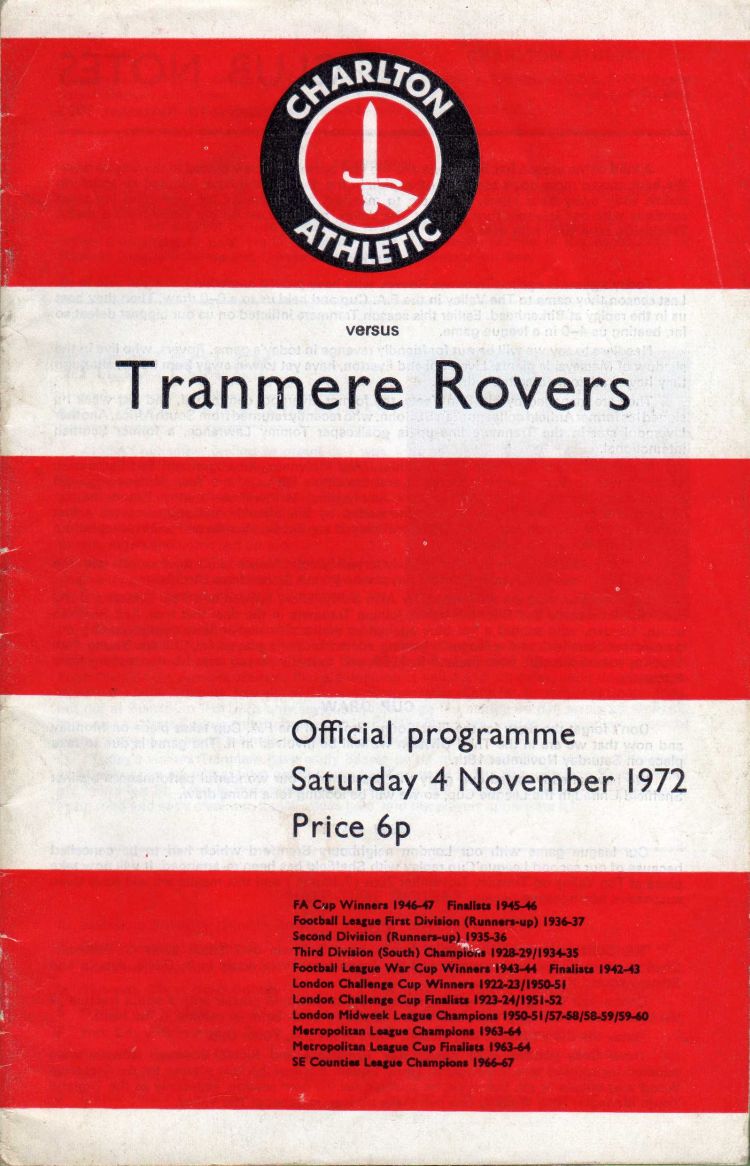 CHARLTON
ATHLETIC
versus
Tranmere Rovers
Official programme
Saturday 4 November 1972
Price 6p
FA Cup Winners 1946-47 Finalists 1945-46
Football League First Division (Runners-up) 1936-37
Second Division (Runners-up) 1935-36
Third Division (South) Champions 1928-29/1934-35
Football League War Cup Winners 1943-44 Finalists 1942-43
London Challenge Cup Winners 1922-23/1950-51
London Challenge Cup Finalists 1923-24/1951-52
London Midweek League Champions 1950-51/57-58/58-59/59-60
Metropolitan League Champions 1963-64
Metropolitan League Cup Finalists 1963-64
SE Counties League Champions 1966-67